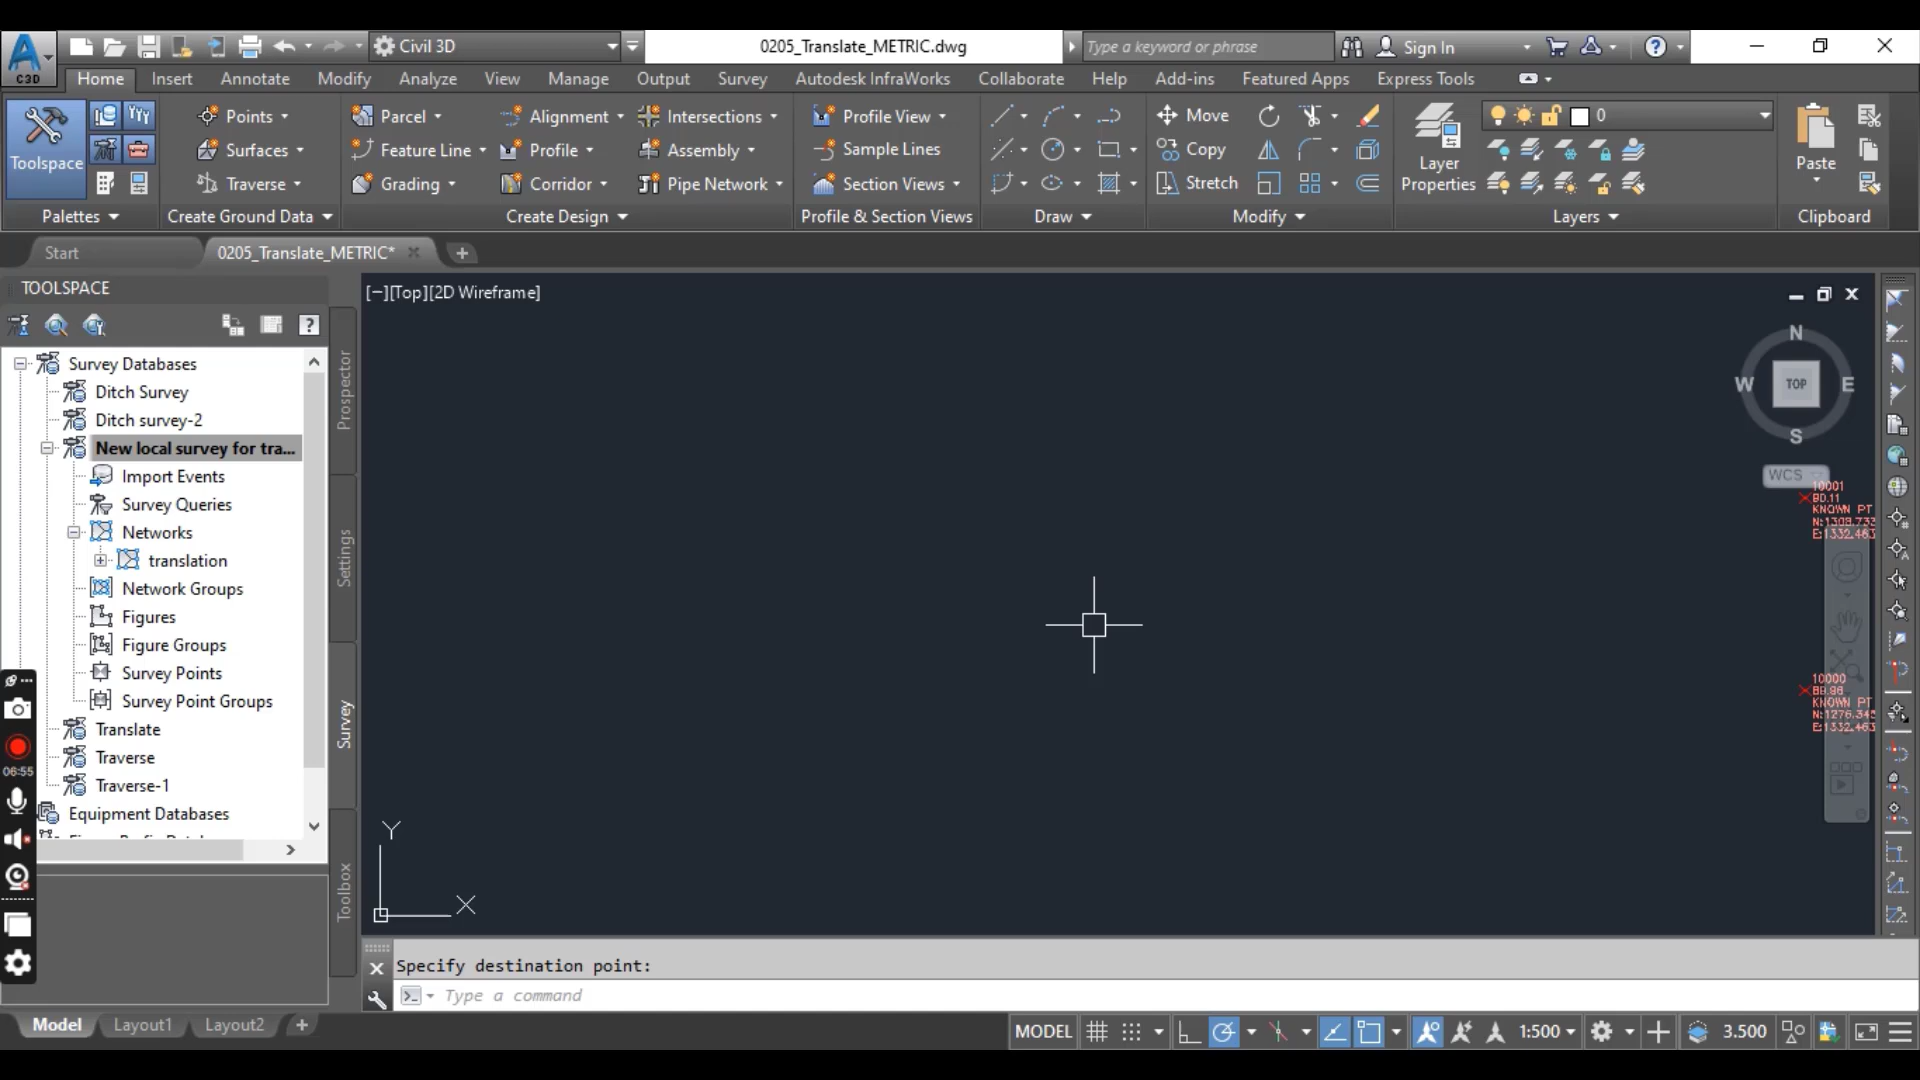 C3D
Civil 3D
0205_Translate_METRIC.dwg
Type a keyword or phrase
Sign In
Home
Insert
Annotate
Modify
Analyze
View
Manage
Output
Survey
Autodesk InfraWorks
Collaborate
Help
Add-ins
Featured Apps
Express Tools
Toolspace
Palettes
Points
Surfaces
Traverse
Create Ground Data
Parcel
Feature Line
Grading
Alignment
Profile
Corridor
Intersections
Assembly
Pipe Network
Create Design
Profile View
Sample Lines
Section Views
Profile & Section Views
Draw
Move
Copy
Stretch
Modify
Layer
Properties
0
Layers
Paste
Clipboard
Start
0205_Translate_METRIC*
TOOLSPACE
Survey Databases
Ditch Survey
Ditch survey-2
New local survey for tra...
Import Events
Survey Queries
Networks
translation
Network Groups
Figures
Figure Groups
Survey Points
Survey Point Groups
Translate
Traverse
Traverse-1
Equipment Databases
06:55
Prospector
Settings
Survey
Toolbox
[−][Top][2D Wireframe]
N
W
TOP
E
S
WCS
10001
KNOWN PT
10000
KNOWN PT
Y
X
Specify destination point:
Type a command
Model
Layout1
Layout2
MODEL
1:500
3.500